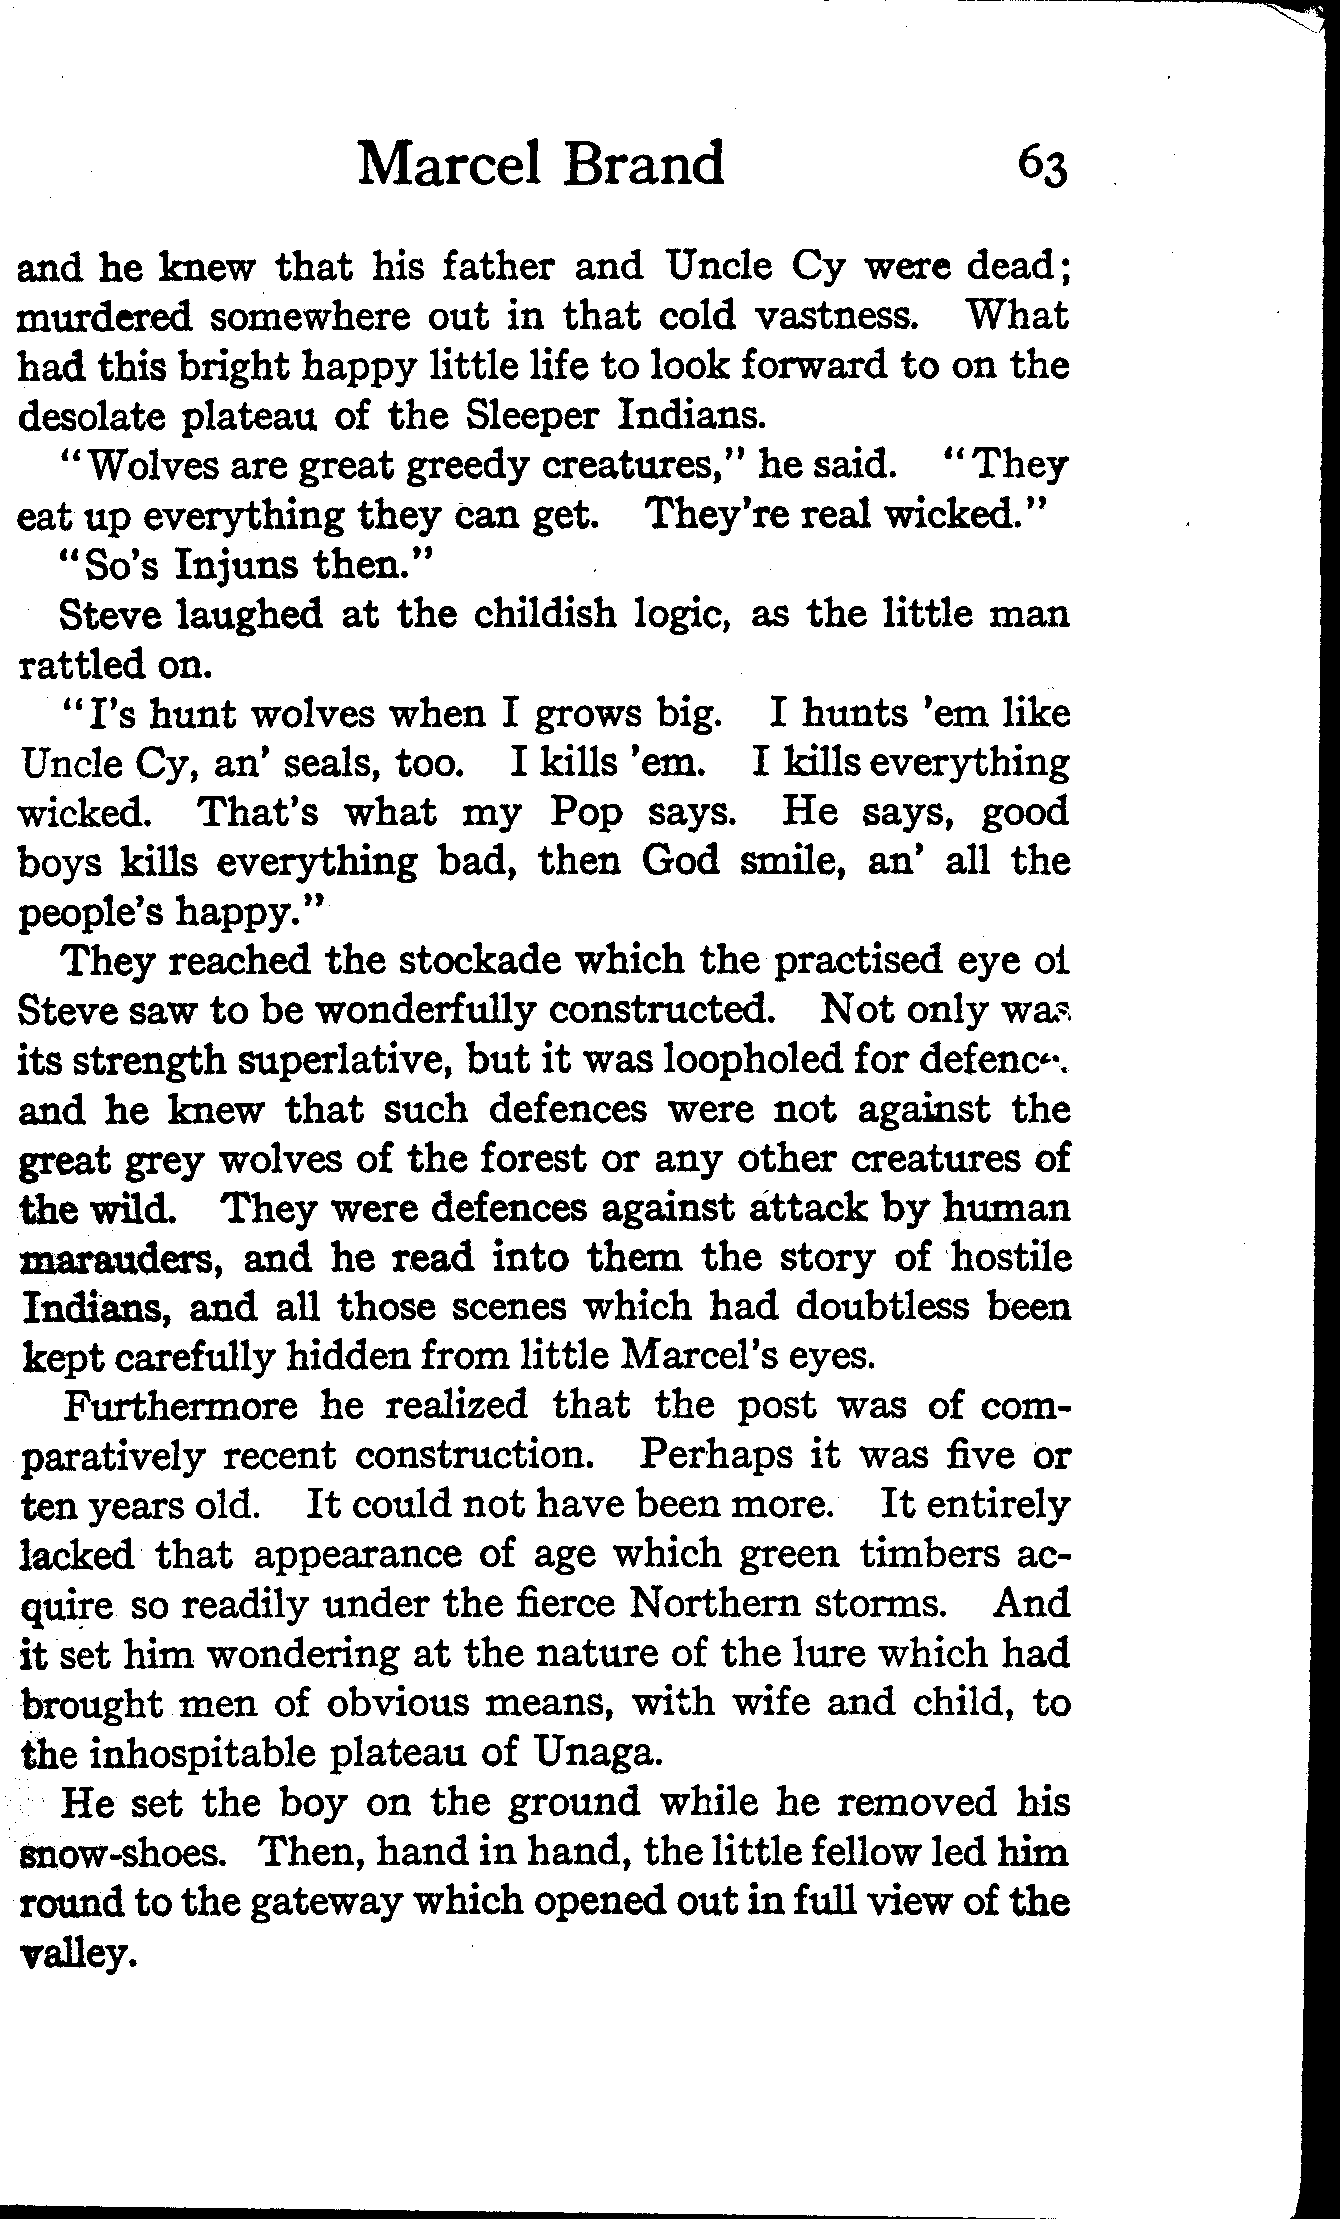 Marcel Brand 63
and he knew that his father and Uncle Cy were dead;
murdered somewhere out in that cold vastness. What
had this bright happy little life to look forward to on the
desolate plateau of the Sleeper Indians.
"Wolves are great greedy creatures," he said. "They
eat up everything they can get. They're real wicked."
"So's Injuns then."
Steve laughed at the childish logic, as the little man
rattled on.
"I's hunt wolves when I grows big. I hunts 'em like
Uncle Cy, an' seals, too. I kills 'em. I kills everything
wicked. That's what my Pop says. He says, good
boys kills everything bad, then God smile, an' all the
people's happy."
They reached the stockade which the practised eye of
Steve saw to be wonderfully constructed. Not only was
its strength superlative, but it was loopholed for defence.
and he knew that such defences were not against the
great grey wolves of the forest or any other creatures of
the wild. They were defences against attack by human
marauders, and he read into them the story of hostile
Indians, and all those scenes which had doubtless been
kept carefully hidden from little Marcel's eyes.
Furthermore he realized that the post was of com-
paratively recent construction. Perhaps it was five or
ten years old. It could not have been more. It entirely
lacked that appearance of age which green timbers ac-
quire so readily under the fierce Northern storms. And
it set him wondering at the nature of the lure which had
brought men of obvious means, with wife and child, to
the inhospitable plateau of Unaga.
He set the boy on the ground while he removed his
snow-shoes. Then, hand in hand, the little fellow led him
round to the gateway which opened out in full view of the
valley.